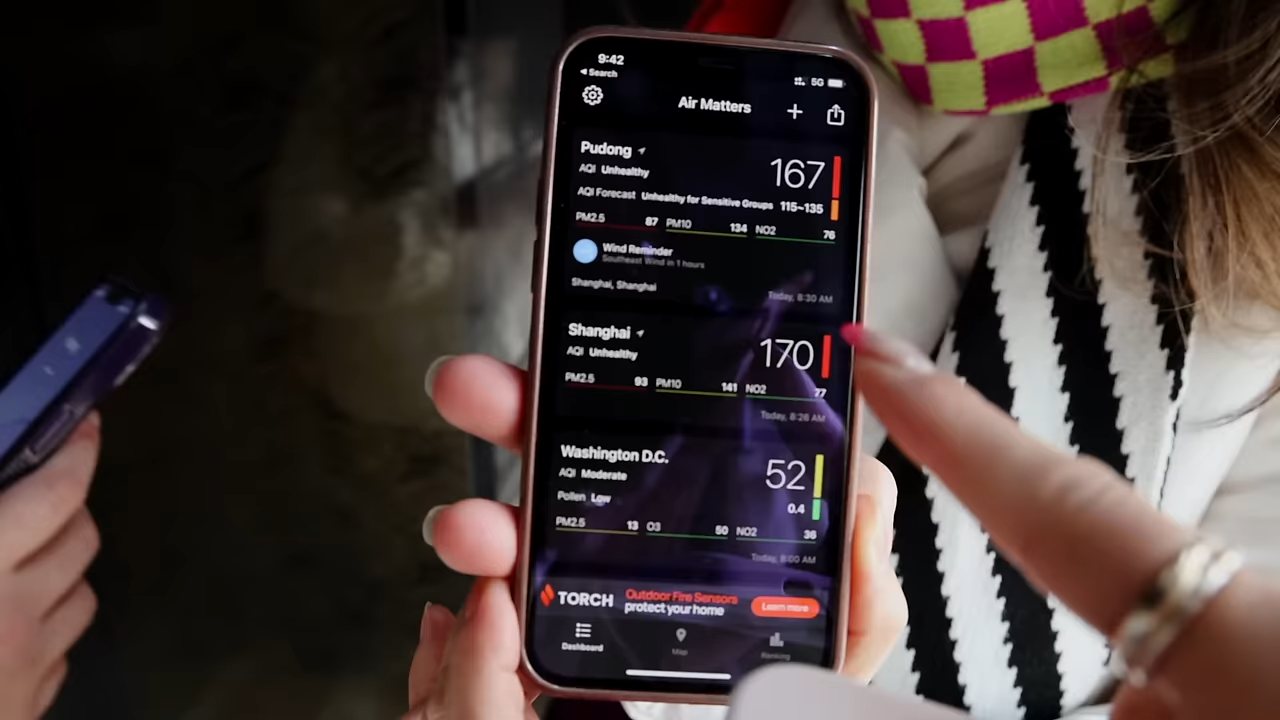 9:42
Search
5G
Air Matters
Pudong
AQI Unhealthy
167
AQI Forecast Unhealthy for Sensitive Groups 115~135
PM2.5 87 PM10 134 NO2 76
Wind Reminder
Southeast Wind in 1 hours
Shanghai, Shanghai
Today, 8:30 AM
Shanghai
AQI Unhealthy
170
PM2.5 93 PM10 141 NO2 77
Today, 8:26 AM
Washington D.C.
AQI Moderate
52
Pollen Low
0.4
PM2.5 13 O3 50 NO2 36
Today, 8:00 AM
TORCH
Outdoor Fire Sensors
protect your home
Learn more
Dashboard
Map
Ranking